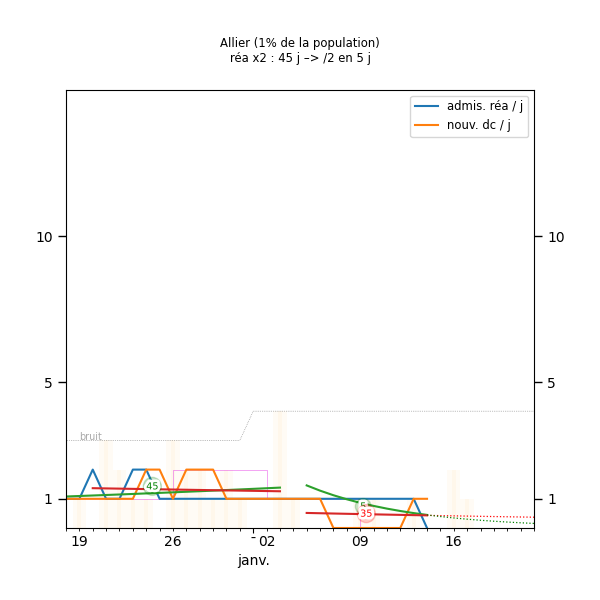 Allier (1% de la population)
réa x2 : 45 j –> /2 en 5 j
admis. réa / j
nouv. dc / j
10
10
5
5
bruit
45
35
1
1
19
26
02
09
16
janv.